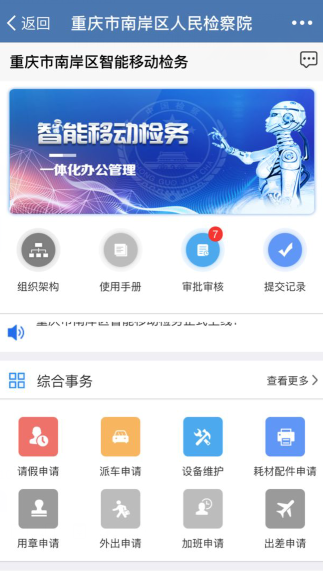 返回 重庆市南岸区人民检察院
重庆市南岸区智能移动检务
智能移动检务
一体化办公管理
7
组织架构 使用手册 审批审核 提交记录
重庆市南岸区智能移动检务正式上线!
综合事务 查看更多
请假申请 派车申请 设备维护 耗材配件申请
用章申请 外出申请 加班申请 出差申请